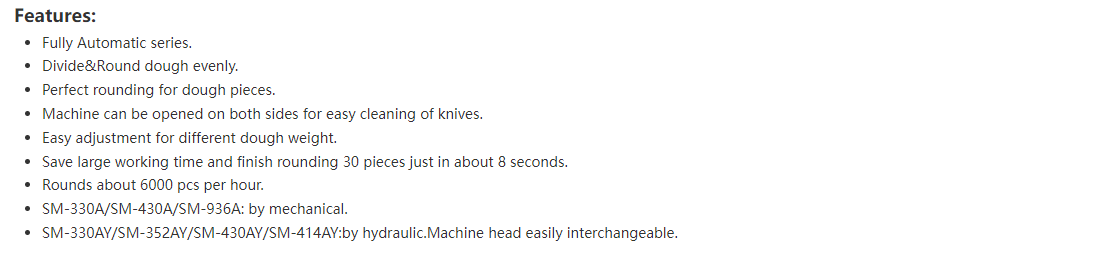 Features:
• Fully Automatic series.
• Divide&Round dough evenly.
• Perfect rounding for dough pieces.
• Machine can be opened on both sides for easy cleaning of knives.
• Easy adjustment for different dough weight.
• Save large working time and finish rounding 30 pieces just in about 8 seconds.
• Rounds about 6000 pcs per hour.
• SM-330A/SM-430A/SM-936A: by mechanical.
• SM-330AY/SM-352AY/SM-430AY/SM-414AY:by hydraulic.Machine head easily interchangeable.